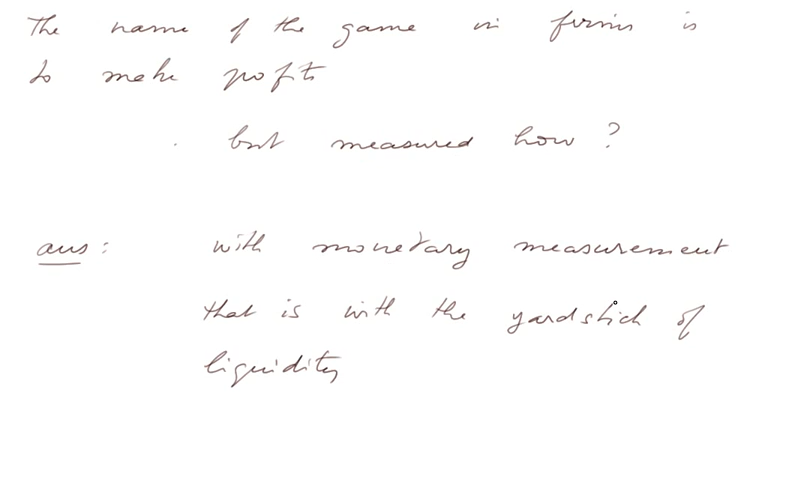 The name of the game in firms is
to make profits
but measured how?
ans: with monetary measurement
that is with the yardstick of
liquidity